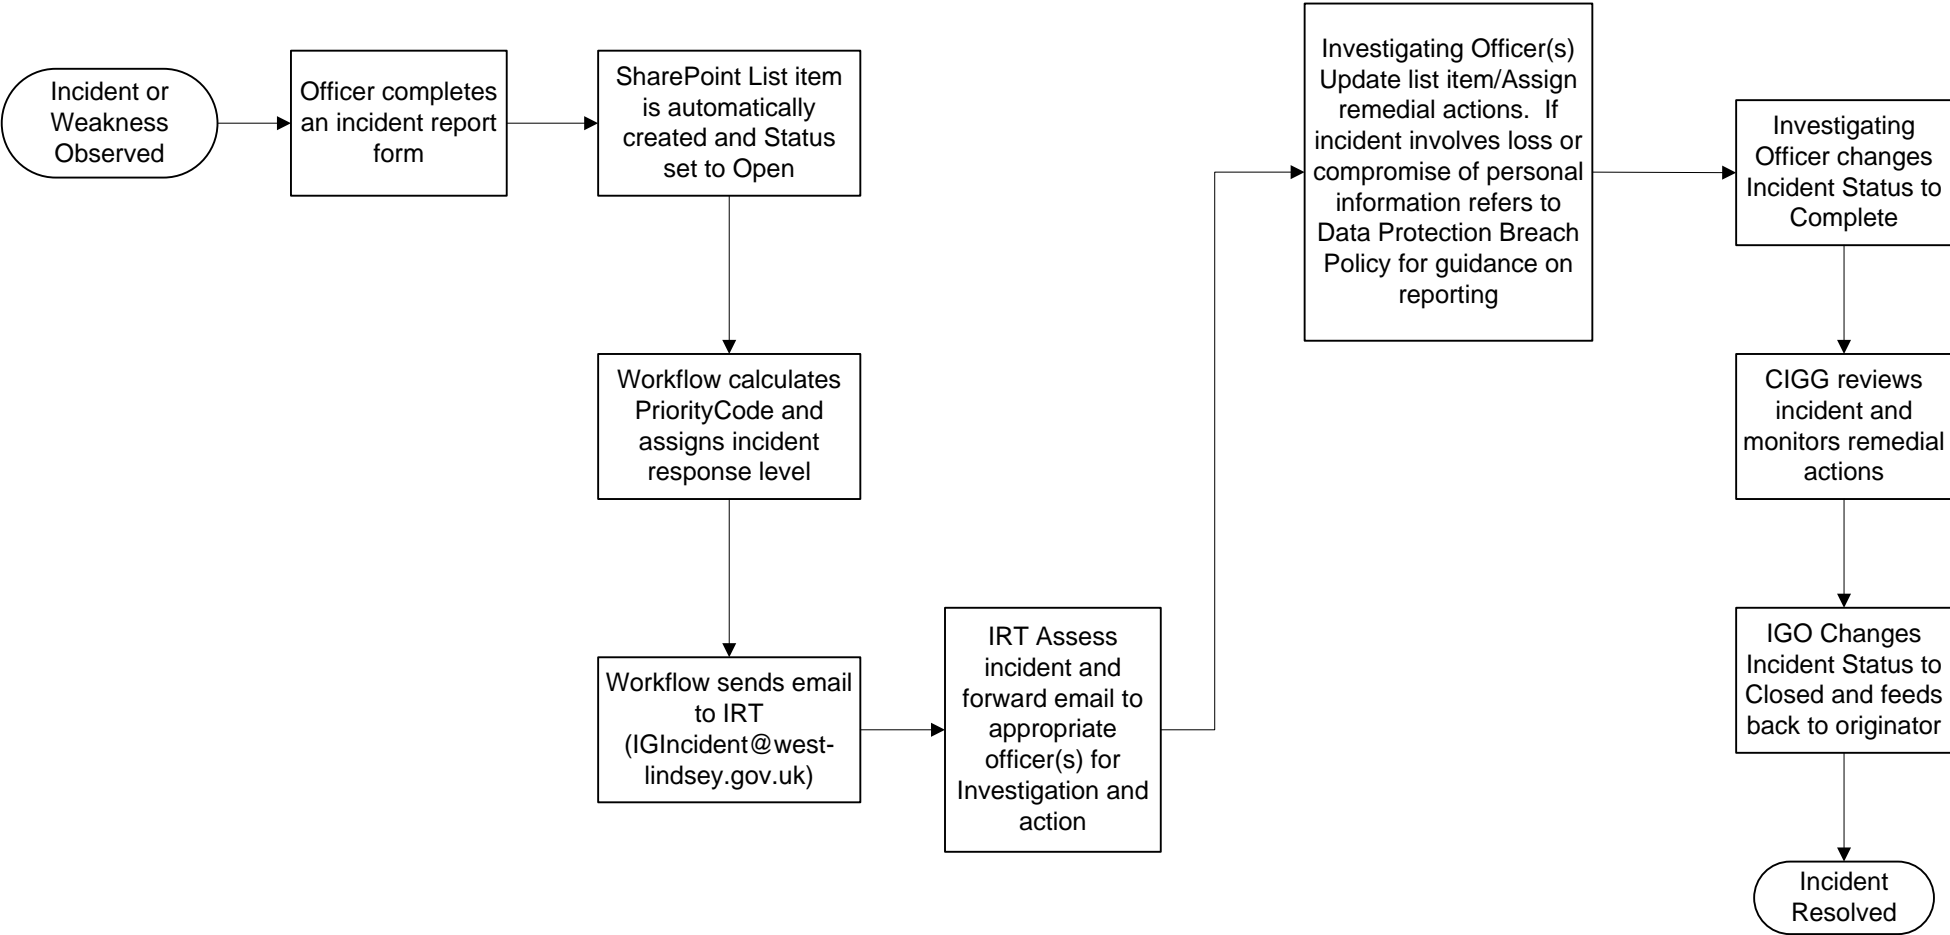 Incident or
Weakness
Observed
Officer completes
an incident report
form
SharePoint List item
is automatically
created and Status
set to Open
Workflow calculates
PriorityCode and
assigns incident
response level
Workflow sends email
to IRT
(IGIncident@west-
lindsey.gov.uk)
IRT Assess
incident and
forward email to
appropriate
officer(s) for
Investigation and
action
Investigating Officer(s)
Update list item/Assign
remedial actions.  If
incident involves loss or
compromise of personal
information refers to
Data Protection Breach
Policy for guidance on
reporting
Investigating
Officer changes
Incident Status to
Complete
CIGG reviews
incident and
monitors remedial
actions
IGO Changes
Incident Status to
Closed and feeds
back to originator
Incident
Resolved